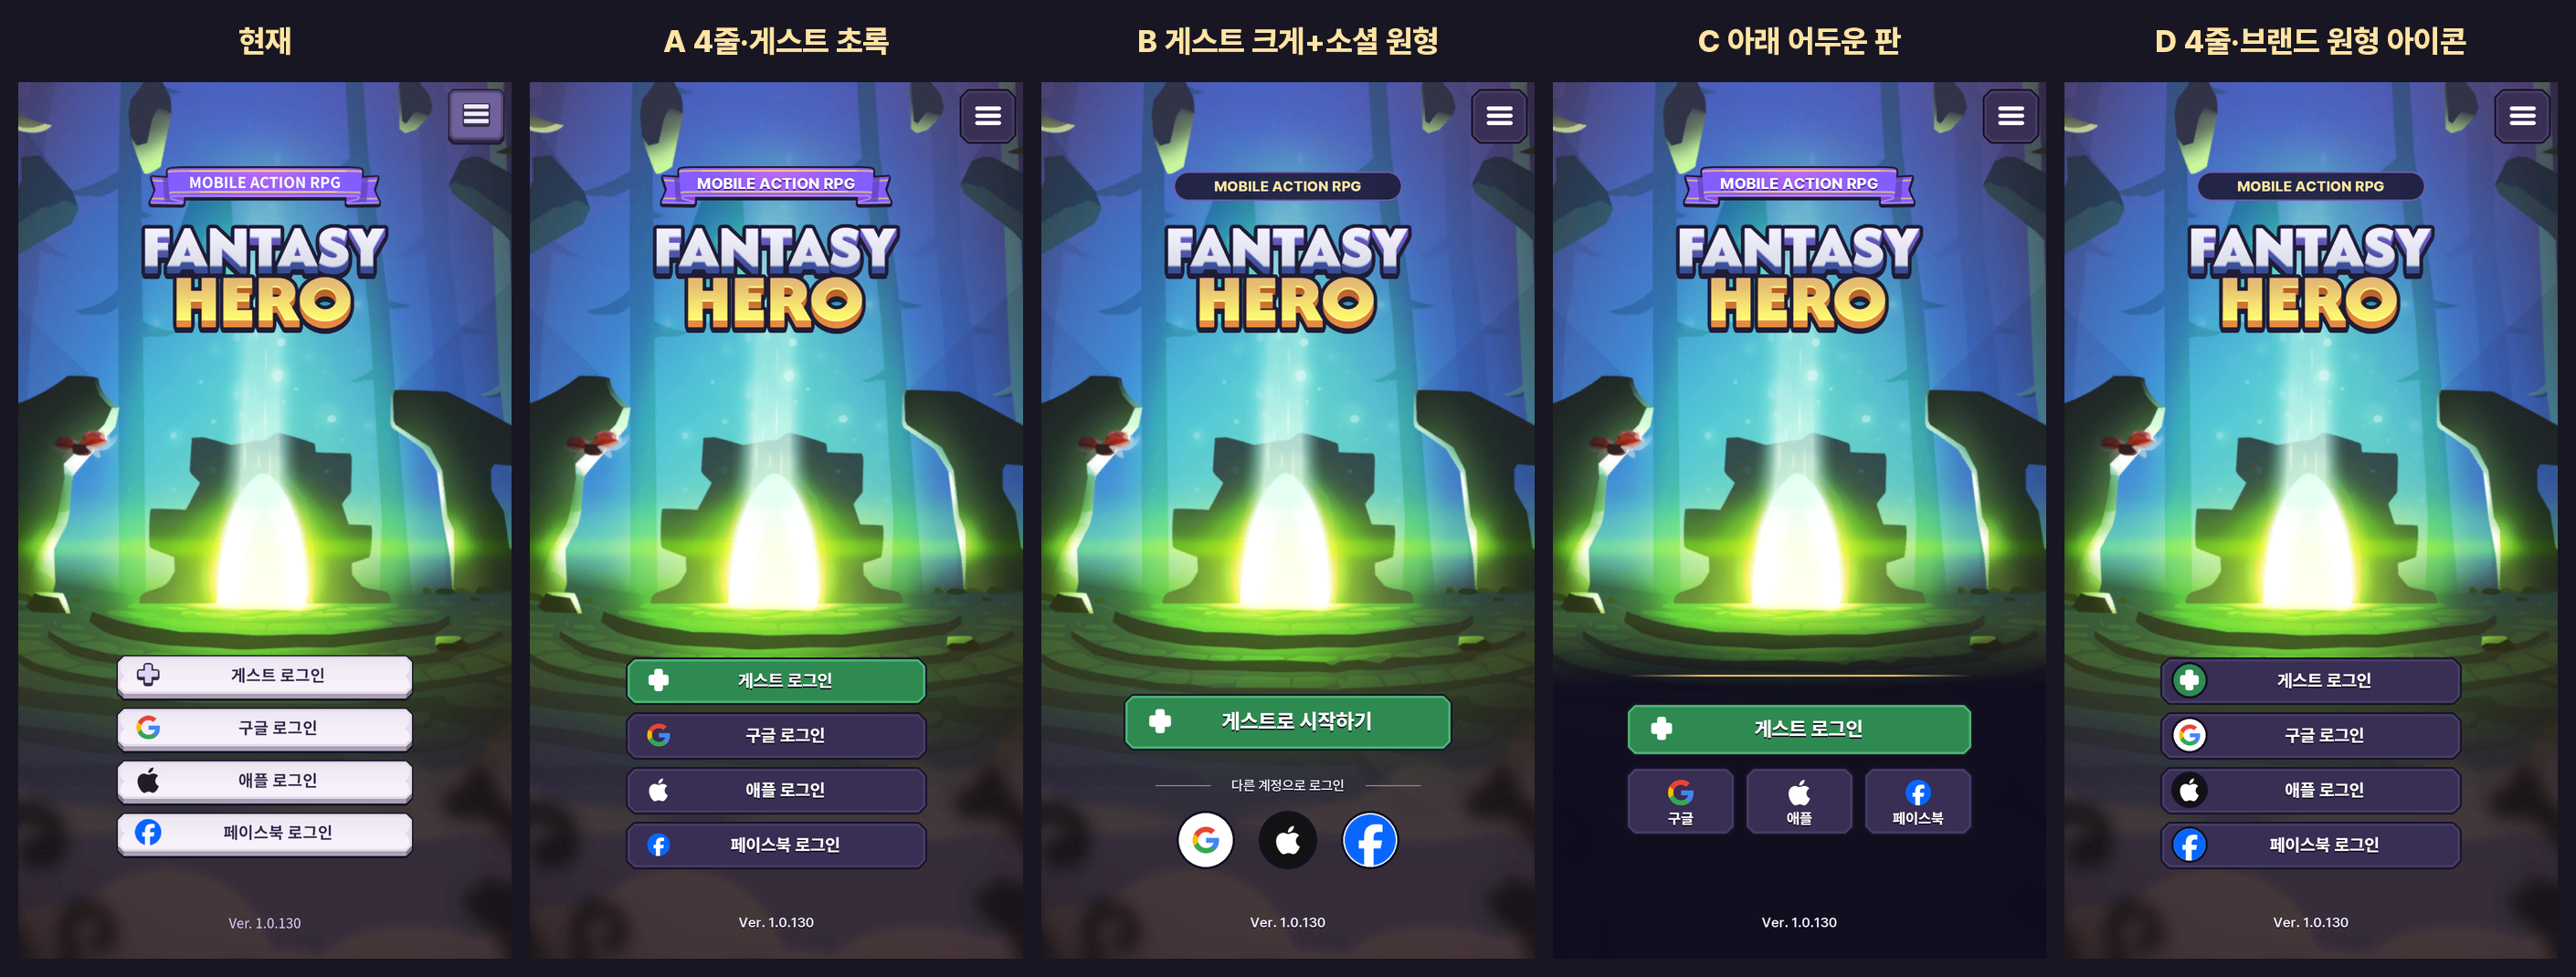 현재
MOBILE ACTION RPG
FANTASY
HERO
게스트 로그인
구글 로그인
애플 로그인
페이스북 로그인
Ver. 1.0.130
A 4줄·게스트 초록
MOBILE ACTION RPG
FANTASY
HERO
게스트 로그인
구글 로그인
애플 로그인
페이스북 로그인
Ver. 1.0.130
B 게스트 크게+소셜 원형
MOBILE ACTION RPG
FANTASY
HERO
게스트로 시작하기
다른 계정으로 로그인
Ver. 1.0.130
C 아래 어두운 판
MOBILE ACTION RPG
FANTASY
HERO
게스트 로그인
구글 애플 페이스북
Ver. 1.0.130
D 4줄·브랜드 원형 아이콘
MOBILE ACTION RPG
FANTASY
HERO
게스트 로그인
구글 로그인
애플 로그인
페이스북 로그인
Ver. 1.0.130